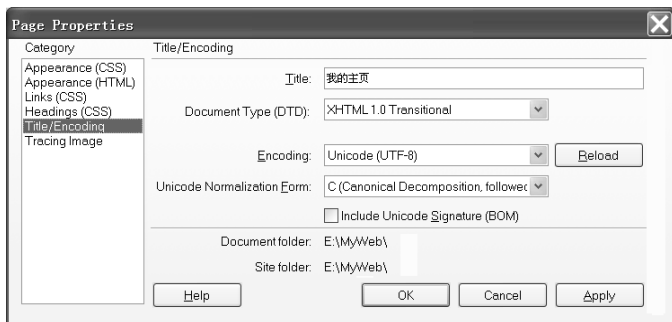 Page Properties
Category
Appearance (CSS)
Appearance (HTML)
Links (CSS)
Headings (CSS)
Title/Encoding
Tracing Image
Title/Encoding
Title: 我的主页
Document Type (DTD): XHTML 1.0 Transitional
Encoding: Unicode (UTF-8) Reload
Unicode Normalization Form: C (Canonical Decomposition, followec
Include Unicode Signature (BOM)
Document folder: E:\MyWeb\
Site folder: E:\MyWeb\
Help OK Cancel Apply